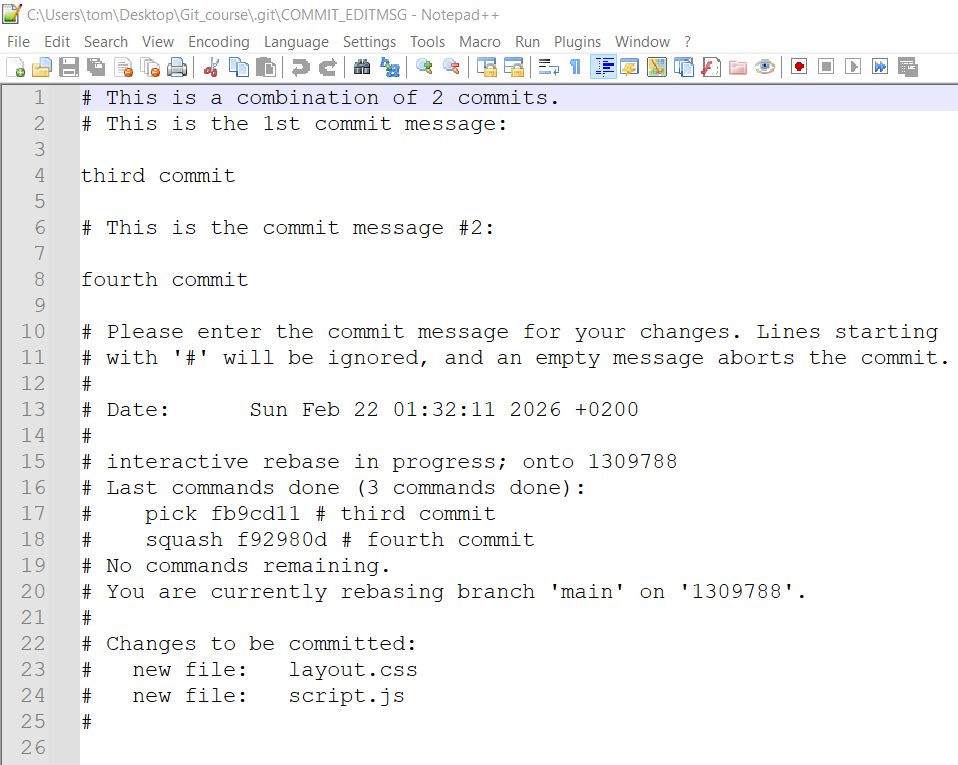 C:\Users\tom\Desktop\Git_course\.git\COMMIT_EDITMSG - Notepad++
File Edit Search View Encoding Language Settings Tools Macro Run Plugins Window ?
1 # This is a combination of 2 commits.
2 # This is the 1st commit message:
3
4 third commit
5
6 # This is the commit message #2:
7
8 fourth commit
9
10 # Please enter the commit message for your changes. Lines starting
11 # with '#' will be ignored, and an empty message aborts the commit.
12 #
13 # Date:      Sun Feb 22 01:32:11 2026 +0200
14 #
15 # interactive rebase in progress; onto 1309788
16 # Last commands done (3 commands done):
17 #    pick fb9cd11 # third commit
18 #    squash f92980d # fourth commit
19 # No commands remaining.
20 # You are currently rebasing branch 'main' on '1309788'.
21 #
22 # Changes to be committed:
23 #   new file:   layout.css
24 #   new file:   script.js
25 #
26